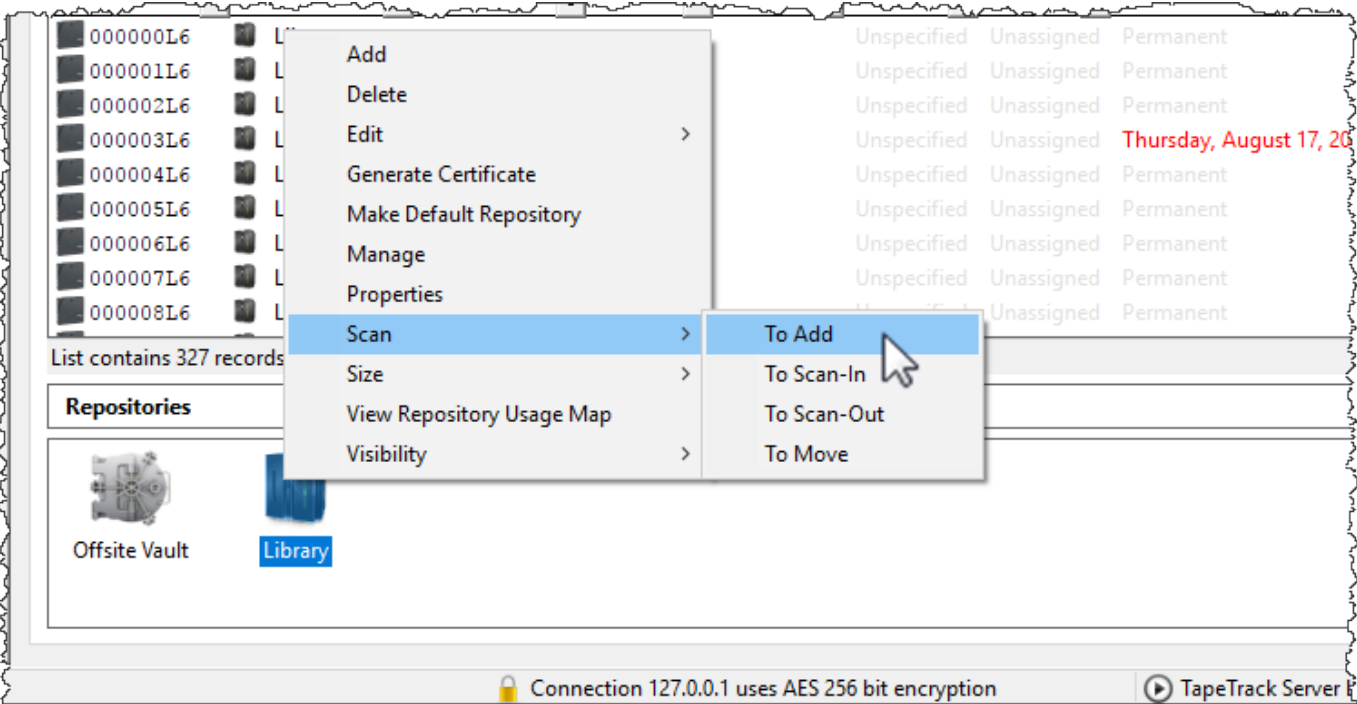 000000L6 Unspecified Unassigned Permanent
000001L6 L Unspecified Unassigned Permanent
000002L6 L Unspecified Unassigned Permanent
000003L6 L Unspecified Unassigned Thursday, August 17, 20
000004L6 L Unspecified Unassigned Permanent
000005L6 L Unspecified Unassigned Permanent
000006L6 L Unspecified Unassigned Permanent
000007L6 L Unspecified Unassigned Permanent
000008L6 L Unspecified Unassigned Permanent
Add
Delete
Edit
Generate Certificate
Make Default Repository
Manage
Properties
Scan
Size
View Repository Usage Map
Visibility
To Add
To Scan-In
To Scan-Out
To Move
List contains 327 records
Repositories
Offsite Vault
Library
Connection 127.0.0.1 uses AES 256 bit encryption
TapeTrack Server